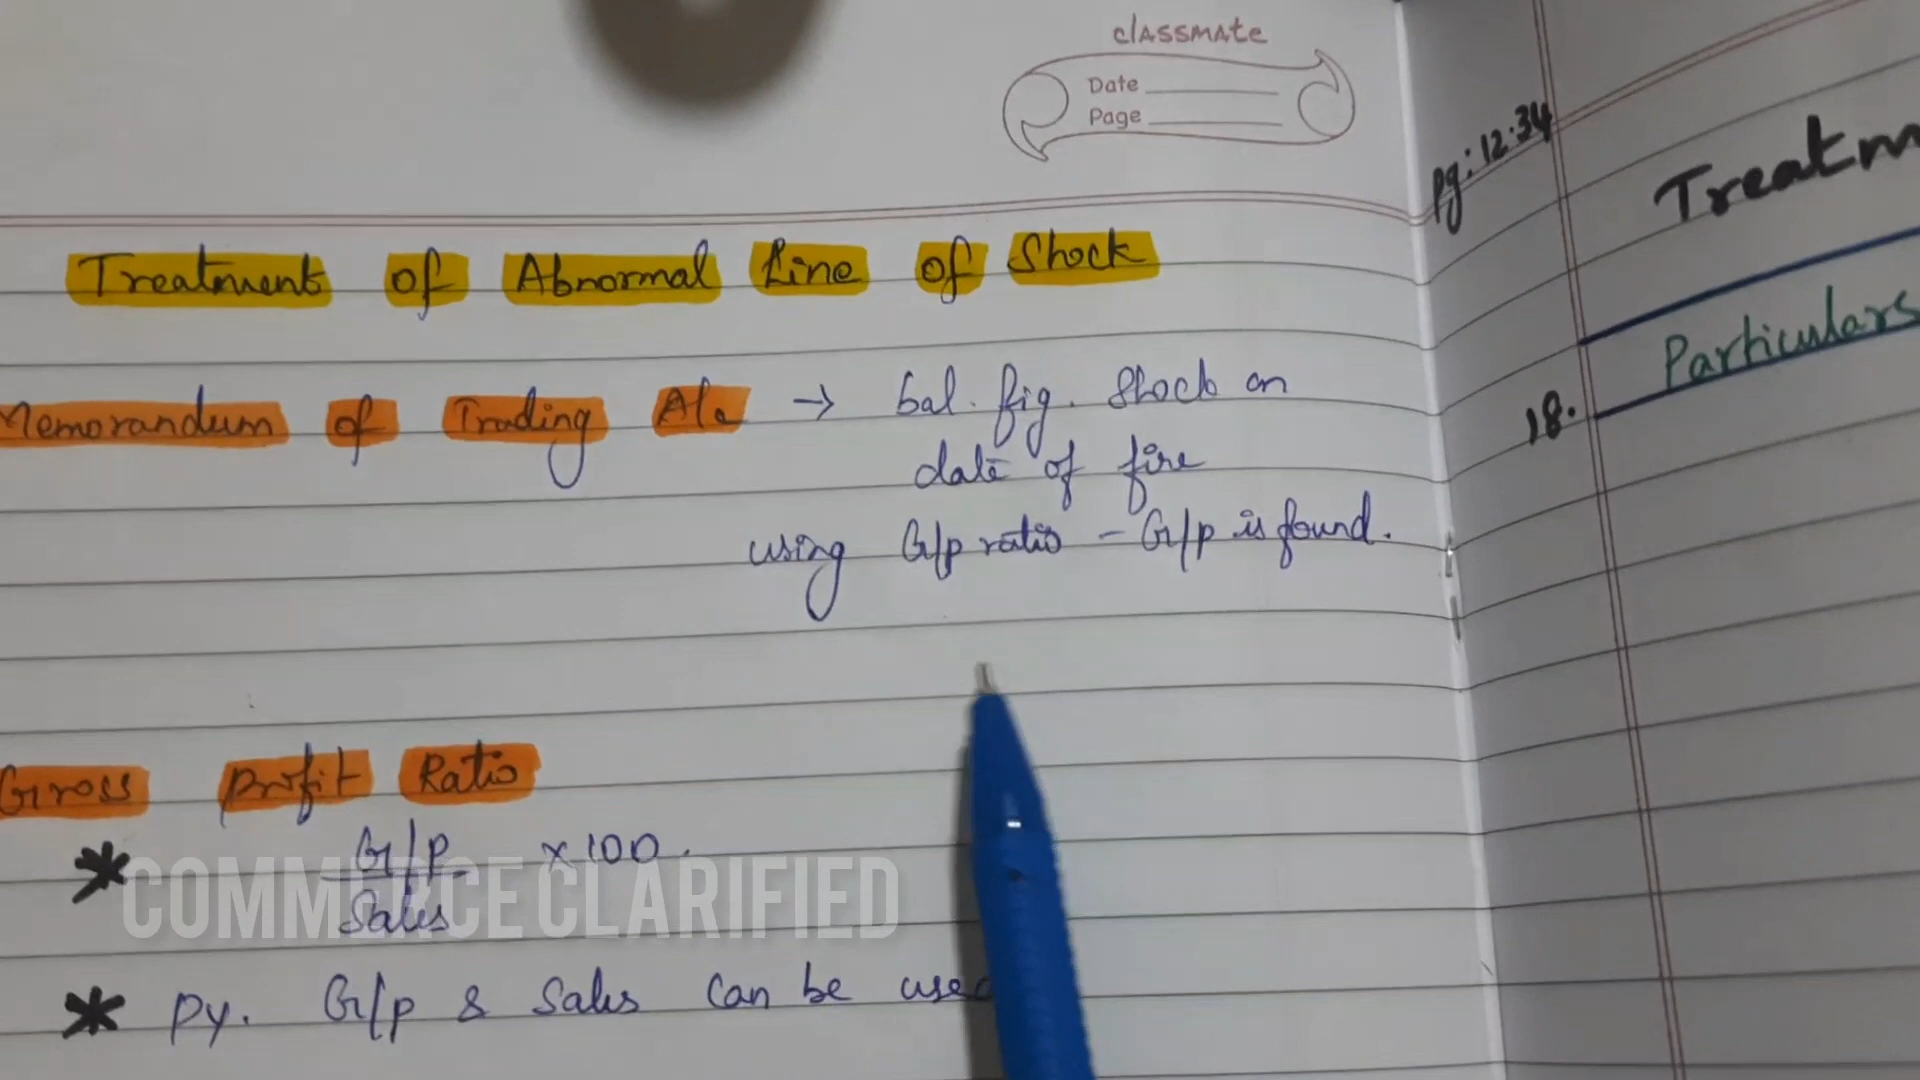 classmate
Date
Page
Treatment of Abnormal Line of Stock
Memorandum of Trading A/c → bal. fig. Stock on
date of fire
using G/p ratio - G/p is found.
Gross Profit Ratio
* G/p x100.
Sales
COMMERCE CLARIFIED
* Py. G/p & Sales can be used
pg: 12.34
Treatm
Particulars
18.